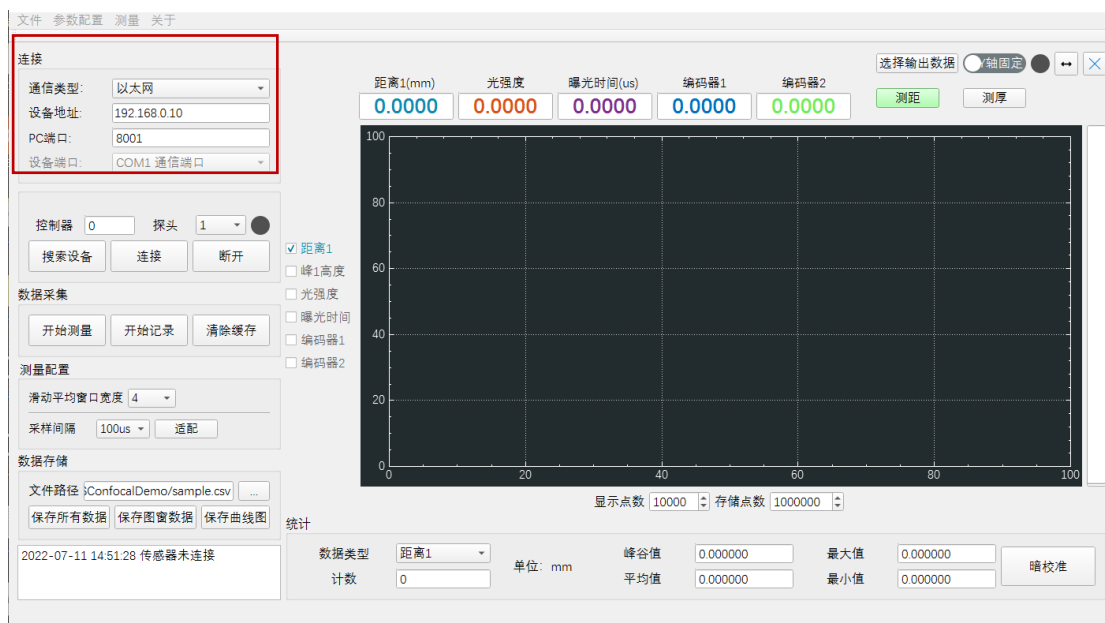 文件 参数配置 测量 关于
连接
通信类型: 以太网
设备地址: 192.168.0.10
PC端口: 8001
设备端口: COM1 通信端口
控制器 0 探头 1
搜索设备 连接 断开
数据采集
开始测量 开始记录 清除缓存
测量配置
滑动平均窗口宽度 4
采样间隔 100us 适配
数据存储
文件路径 ConfocalDemo/sample.csv ...
保存所有数据 保存图窗数据 保存曲线图
2022-07-11 14:51:28 传感器未连接
选择输出数据 Y轴固定
距离1(mm) 光强度 曝光时间(us) 编码器1 编码器2
0.0000 0.0000 0.0000 0.0000 0.0000
测距 测厚
距离1
峰1高度
光强度
曝光时间
编码器1
编码器2
100
80
60
40
20
0
0 20 40 60 80 100
显示点数 10000 存储点数 1000000
统计
数据类型 距离1 单位: mm 峰谷值 0.000000 最大值 0.000000
计数 0 平均值 0.000000 最小值 0.000000
暗校准